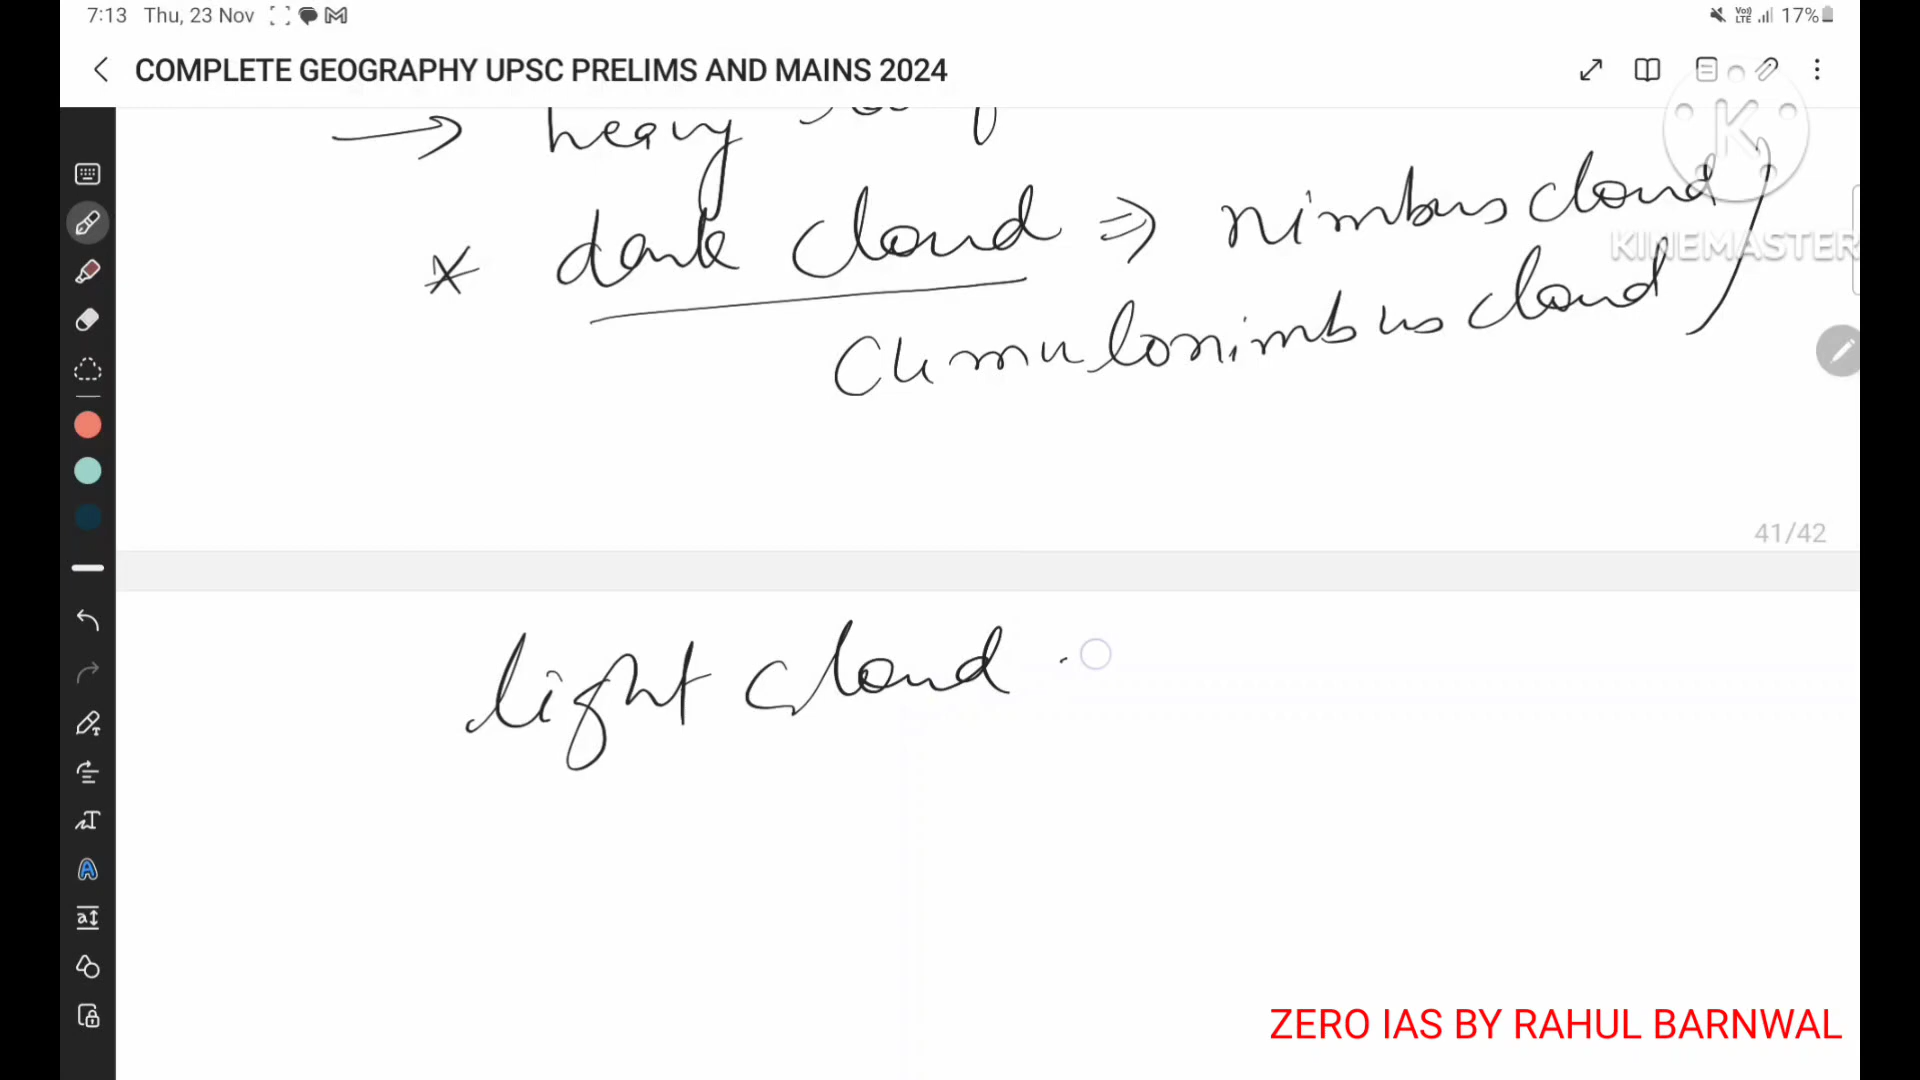 7:13 Thu, 23 Nov
17%
COMPLETE GEOGRAPHY UPSC PRELIMS AND MAINS 2024
→ heavy
* dark cloud ⇒ nimbus cloud,
Cumulonimbus cloud
KINEMASTER
41/42
light cloud
ZERO IAS BY RAHUL BARNWAL